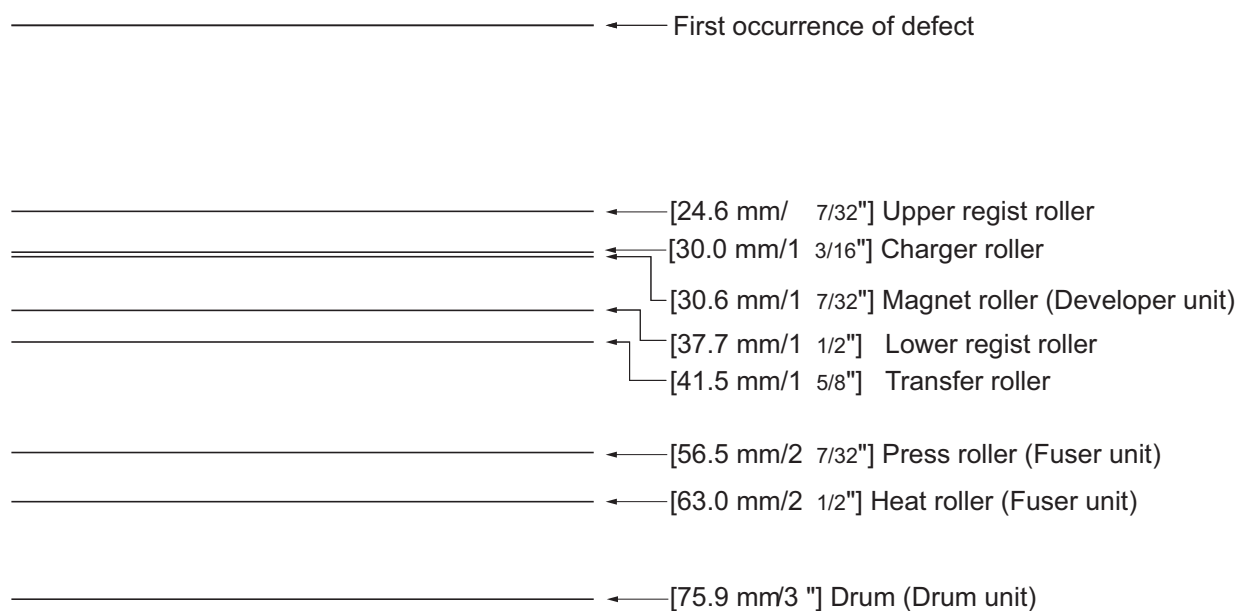 First occurrence of defect
[24.6 mm/ 7/32"] Upper regist roller
[30.0 mm/1 3/16"] Charger roller
[30.6 mm/1 7/32"] Magnet roller (Developer unit)
[37.7 mm/1 1/2"] Lower regist roller
[41.5 mm/1 5/8"] Transfer roller
[56.5 mm/2 7/32"] Press roller (Fuser unit)
[63.0 mm/2 1/2"] Heat roller (Fuser unit)
[75.9 mm/3 "] Drum (Drum unit)